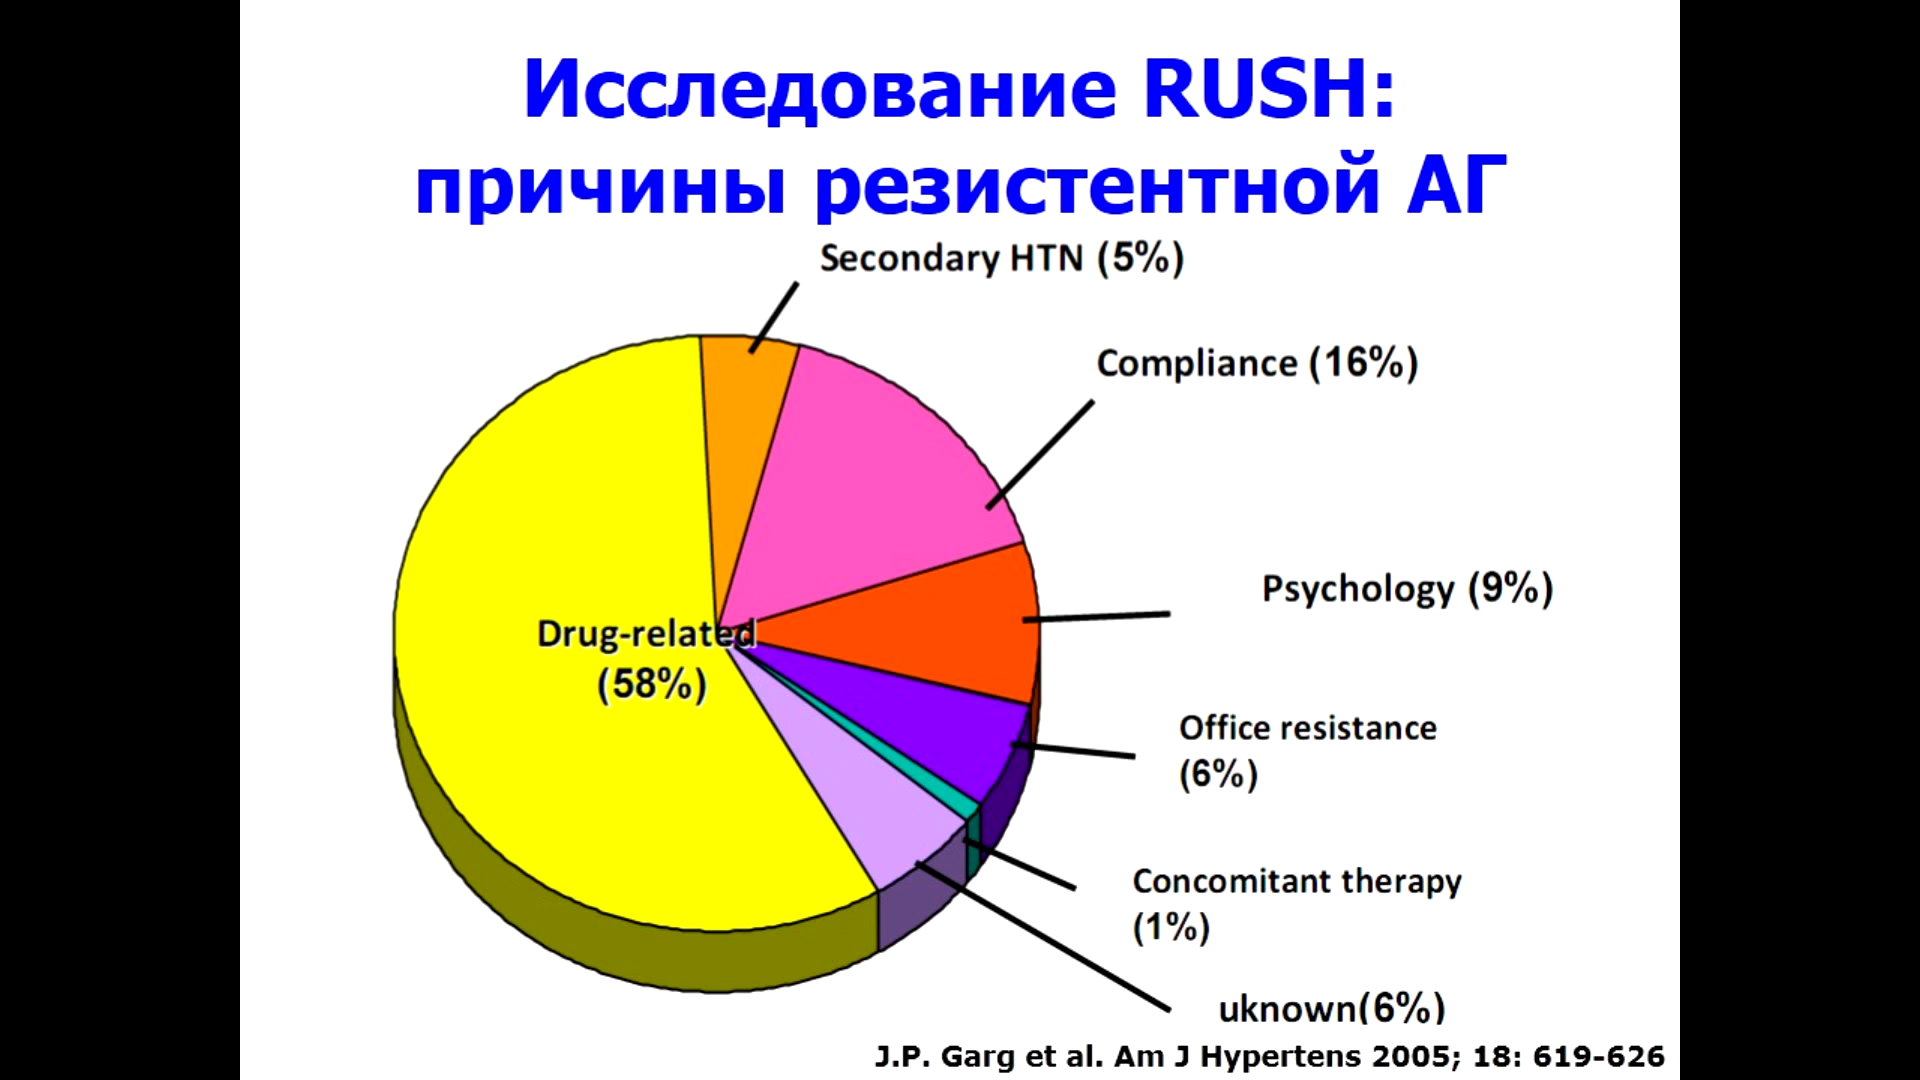 Исследование RUSH:
причины резистентной АГ
Secondary HTN (5%)
Compliance (16%)
Psychology (9%)
Drug-related
(58%)
Office resistance
(6%)
Concomitant therapy
(1%)
uknown(6%)
J.P. Garg et al. Am J Hypertens 2005; 18: 619-626